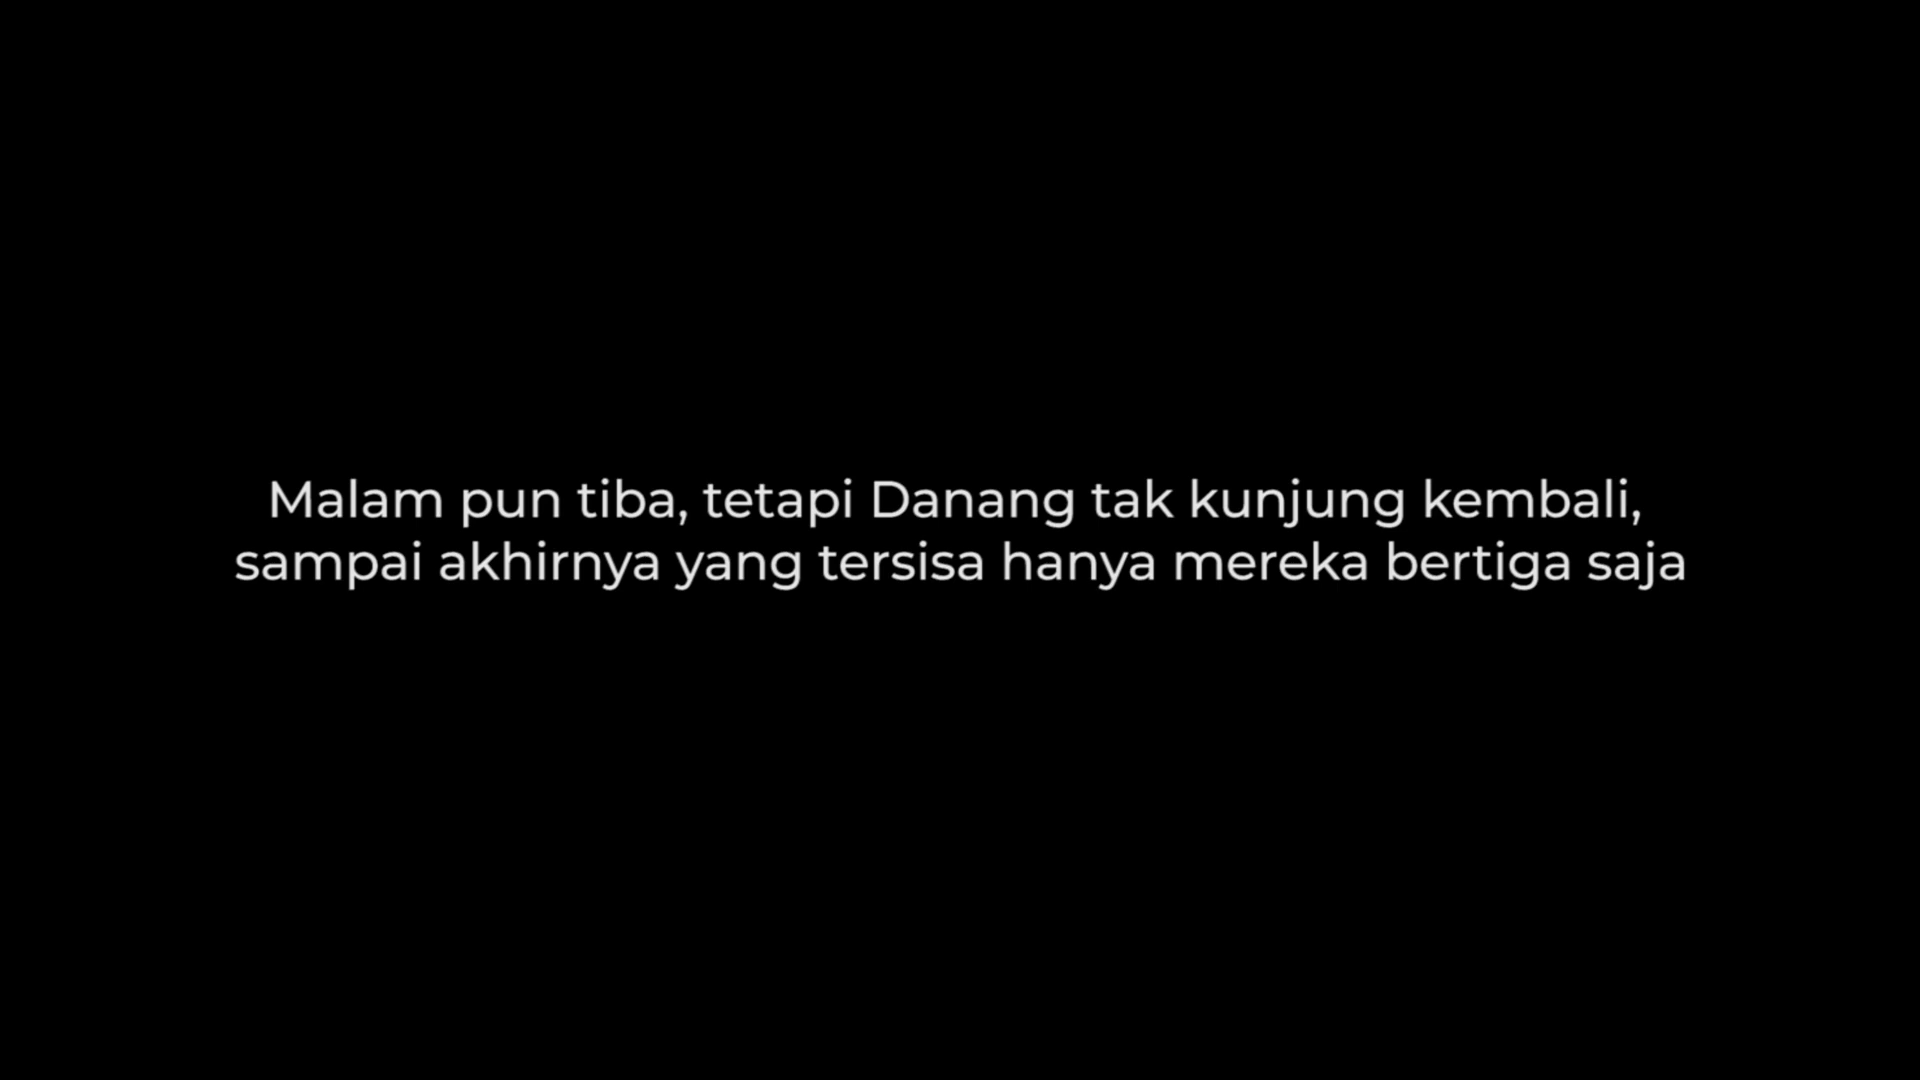 Malam pun tiba, tetapi Danang tak kunjung kembali,
sampai akhirnya yang tersisa hanya mereka bertiga saja